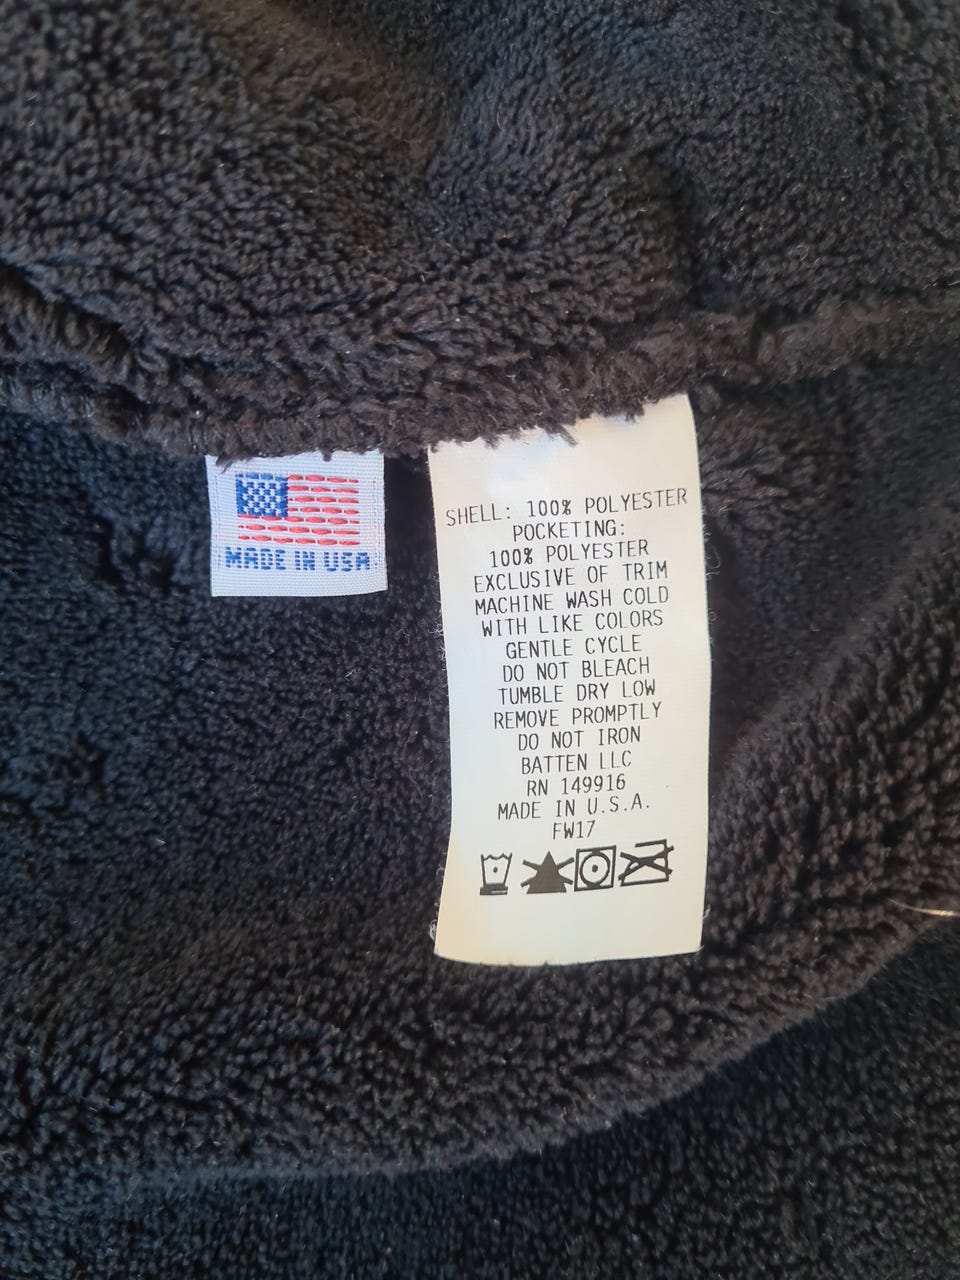 MADE IN USA
SHELL: 100% POLYESTER
POCKETING:
100% POLYESTER
EXCLUSIVE OF TRIM
MACHINE WASH COLD
WITH LIKE COLORS
GENTLE CYCLE
DO NOT BLEACH
TUMBLE DRY LOW
REMOVE PROMPTLY
DO NOT IRON
BATTEN LLC
RN 149916
MADE IN U.S.A.
FW17